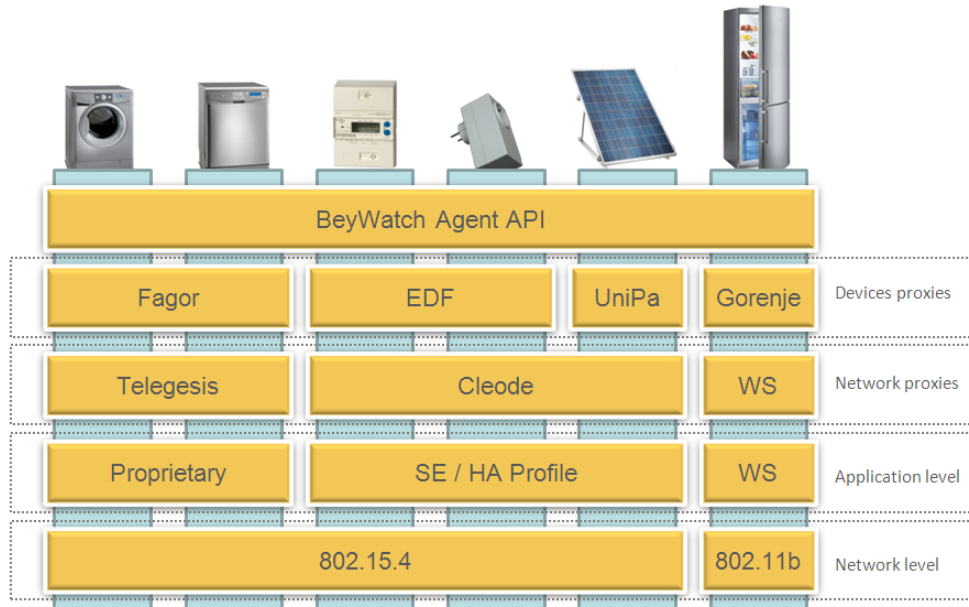 BeyWatch Agent API
Fagor EDF UniPa Gorenje Devices proxies
Telegesis Cleode WS Network proxies
Proprietary SE / HA Profile WS Application level
802.15.4 802.11b Network level